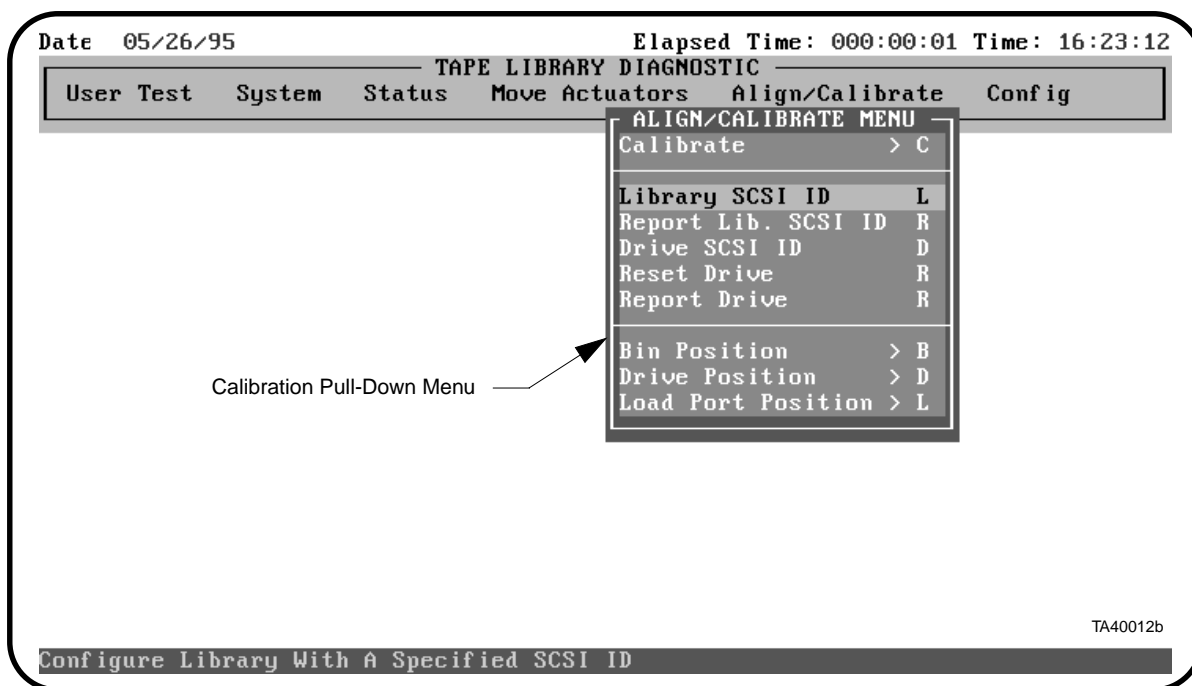 Date 05/26/95 Elapsed Time: 000:00:01 Time: 16:23:12
TAPE LIBRARY DIAGNOSTIC
User Test System Status Move Actuators Align/Calibrate Config
ALIGN/CALIBRATE MENU
Calibrate > C
Library SCSI ID L
Report Lib. SCSI ID R
Drive SCSI ID D
Reset Drive R
Report Drive R
Bin Position > B
Drive Position > D
Load Port Position > L
Calibration Pull-Down Menu
TA40012b
Configure Library With A Specified SCSI ID